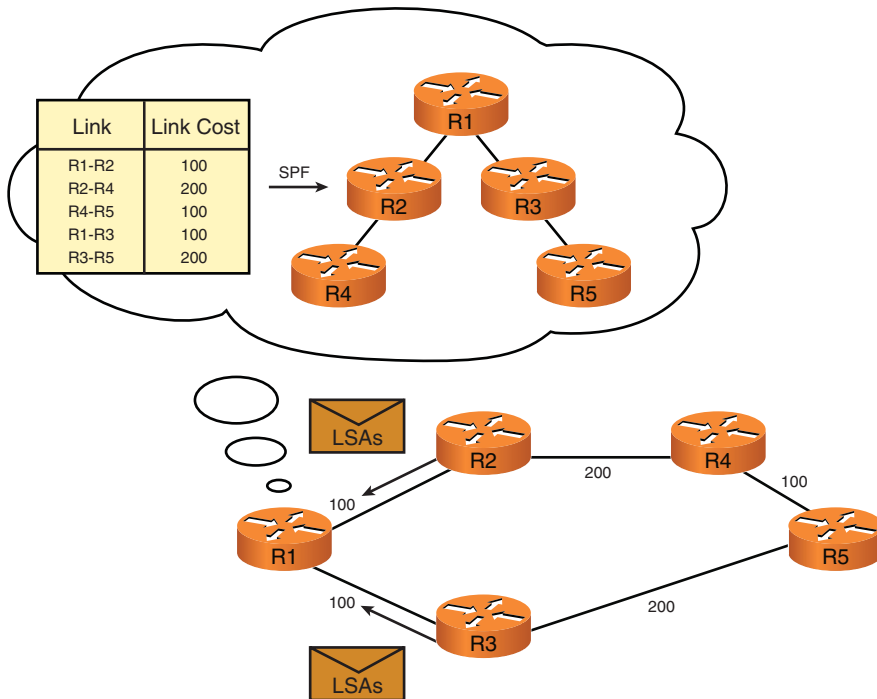 R1
Link Link Cost
R1-R2 100
SPF
R2-R4 200
R2 R3
R4-R5 100
R1-R3 100
R3-R5 200
R4 R5
LSAs
R2 R4
200 100
100
R1 R5
100 200
R3
LSAs